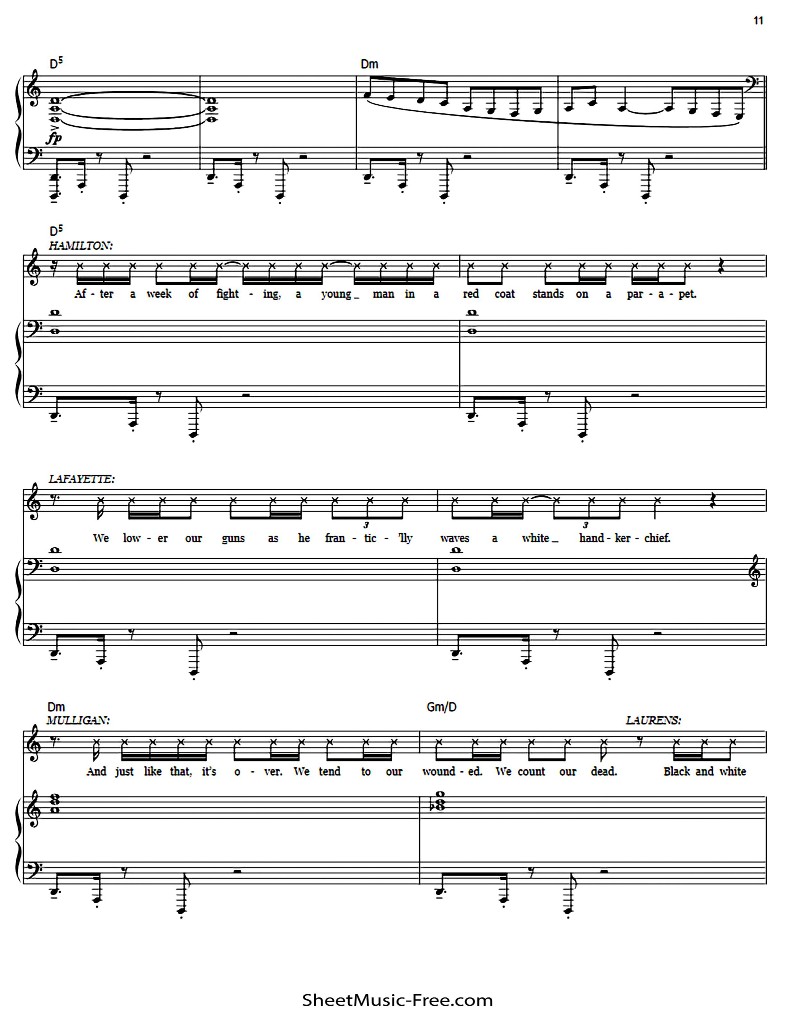 11
D5 Dm
fp
D5
HAMILTON:
Af - ter a week of fight - ing, a young_ man in a red coat stands on a par - a - pet.
LAFAYETTE:
We low - er our guns as he fran - tic - 'lly waves a white_ hand - ker - chief.
3 3
Dm Gm/D
MULLIGAN: LAURENS:
And just like that, it's o - ver. We tend to our wound - ed. We count our dead. Black and white
SheetMusic-Free.com